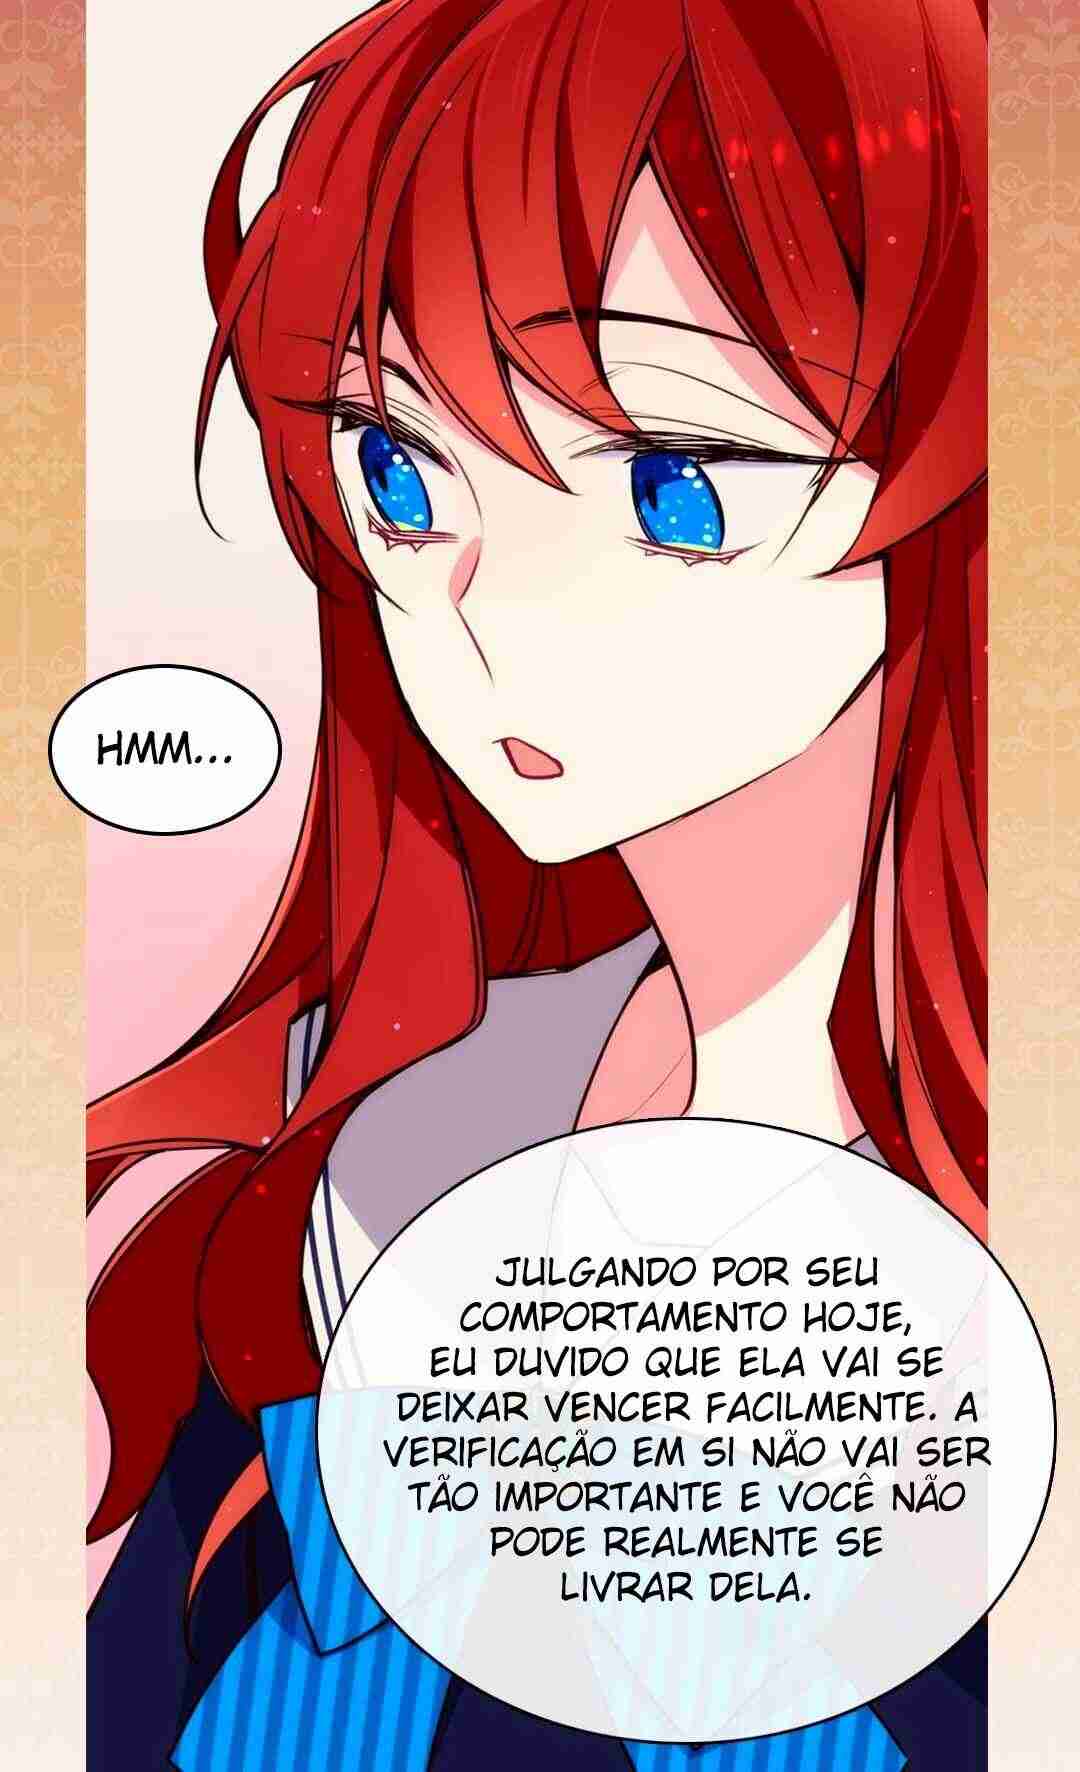 HMM...
JULGANDO POR SEU
COMPORTAMENTO HOJE,
EU DUVIDO QUE ELA VAI SE
DEIXAR VENCER FACILMENTE. A
VERIFICAÇÃO EM SI NÃO VAI SER
TÃO IMPORTANTE E VOCÊ NÃO
PODE REALMENTE SE
LIVRAR DELA.